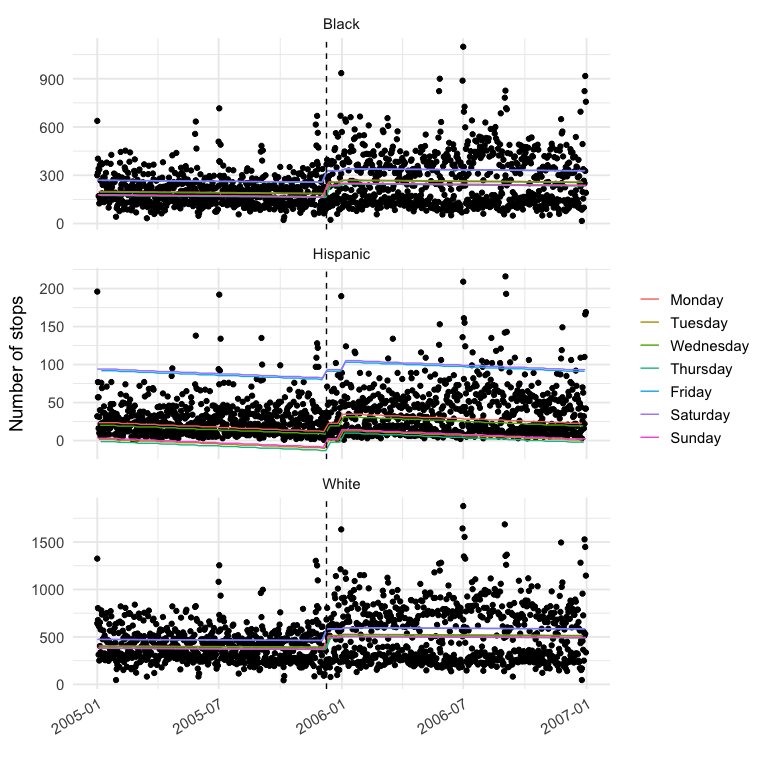 Black
900
600
300
0
Hispanic
200
150
100
50
0
White
1500
1000
500
0
Number of stops
2005-01
2005-07
2006-01
2006-07
2007-01
Monday
Tuesday
Wednesday
Thursday
Friday
Saturday
Sunday